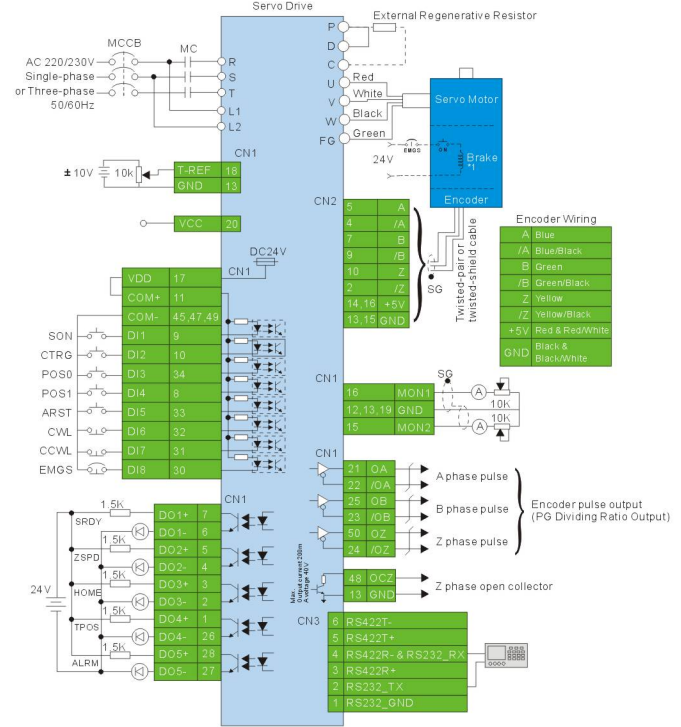 Servo Drive
External Regenerative Resistor
P
D
C
MCCB
MC
AC 220/230V
Single-phase
or Three-phase
50/60Hz
R
S
T
L1
L2
U
V
W
FG
Red
White
Black
Green
Servo Motor
24V
EMGS
Brake
*1
Encoder
CN1
± 10V
10k
T-REF 18
GND 13
VCC 20
DC24V
CN1
VDD 17
COM+ 11
COM- 45,47,49
SON DI1 9
CTRG DI2 10
POS0 DI3 34
POS1 DI4 8
ARST DI5 33
CWL DI6 32
CCWL DI7 31
EMGS DI8 30
CN2
5 A
4 /A
7 B
9 /B
10 Z
2 /Z
14,16 +5V
13,15 GND
SG
Twisted-pair or
twisted-shield cable
Encoder Wiring
A Blue
/A Blue/Black
B Green
/B Green/Black
Z Yellow
/Z Yellow/Black
+5V Red & Red/White
GND Black &
Black/White
CN1
SG
16 MON1
12,13,19 GND
15 MON2
A
10K
10K
A
CN1
21 OA
22 /OA
A phase pulse
25 OB
23 /OB
B phase pulse
50 OZ
24 /OZ
Z phase pulse
Encoder pulse output
(PG Dividing Ratio Output)
48 OCZ
13 GND
Z phase open collector
Max.
Output current 200m
A voltage 40V
CN1
24V
1.5K
SRDY
DO1+ 7
DO1- 6
1.5K
ZSPD
DO2+ 5
DO2- 4
1.5K
HOME
DO3+ 3
DO3- 2
1.5K
TPOS
DO4+ 1
DO4- 26
1.5K
ALRM
DO5+ 28
DO5- 27
CN3
6 RS422T-
5 RS422T+
4 RS422R- & RS232_RX
3 RS422R+
2 RS232_TX
1 RS232_GND